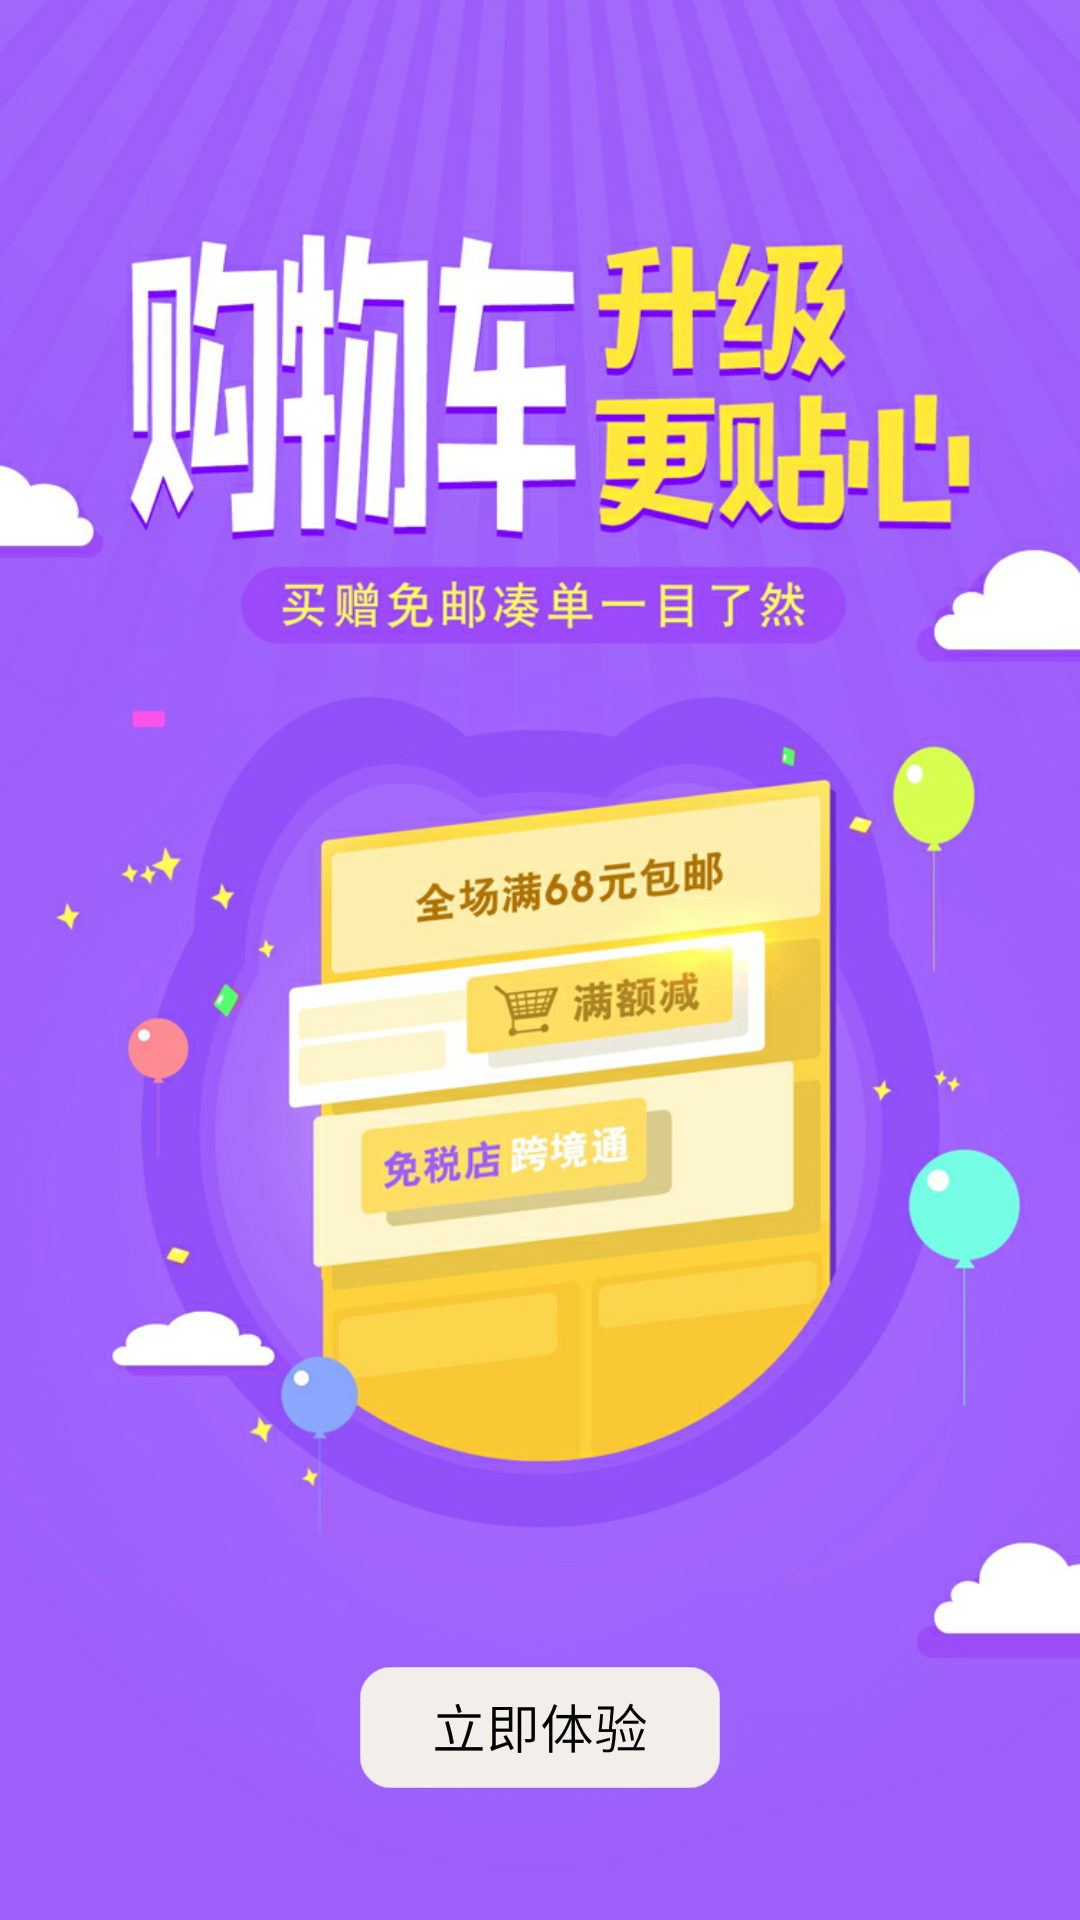 购物车升级
更贴心
买赠免邮凑单一目了然
全场满68元包邮
满额减
免税店 跨境通
立即体验